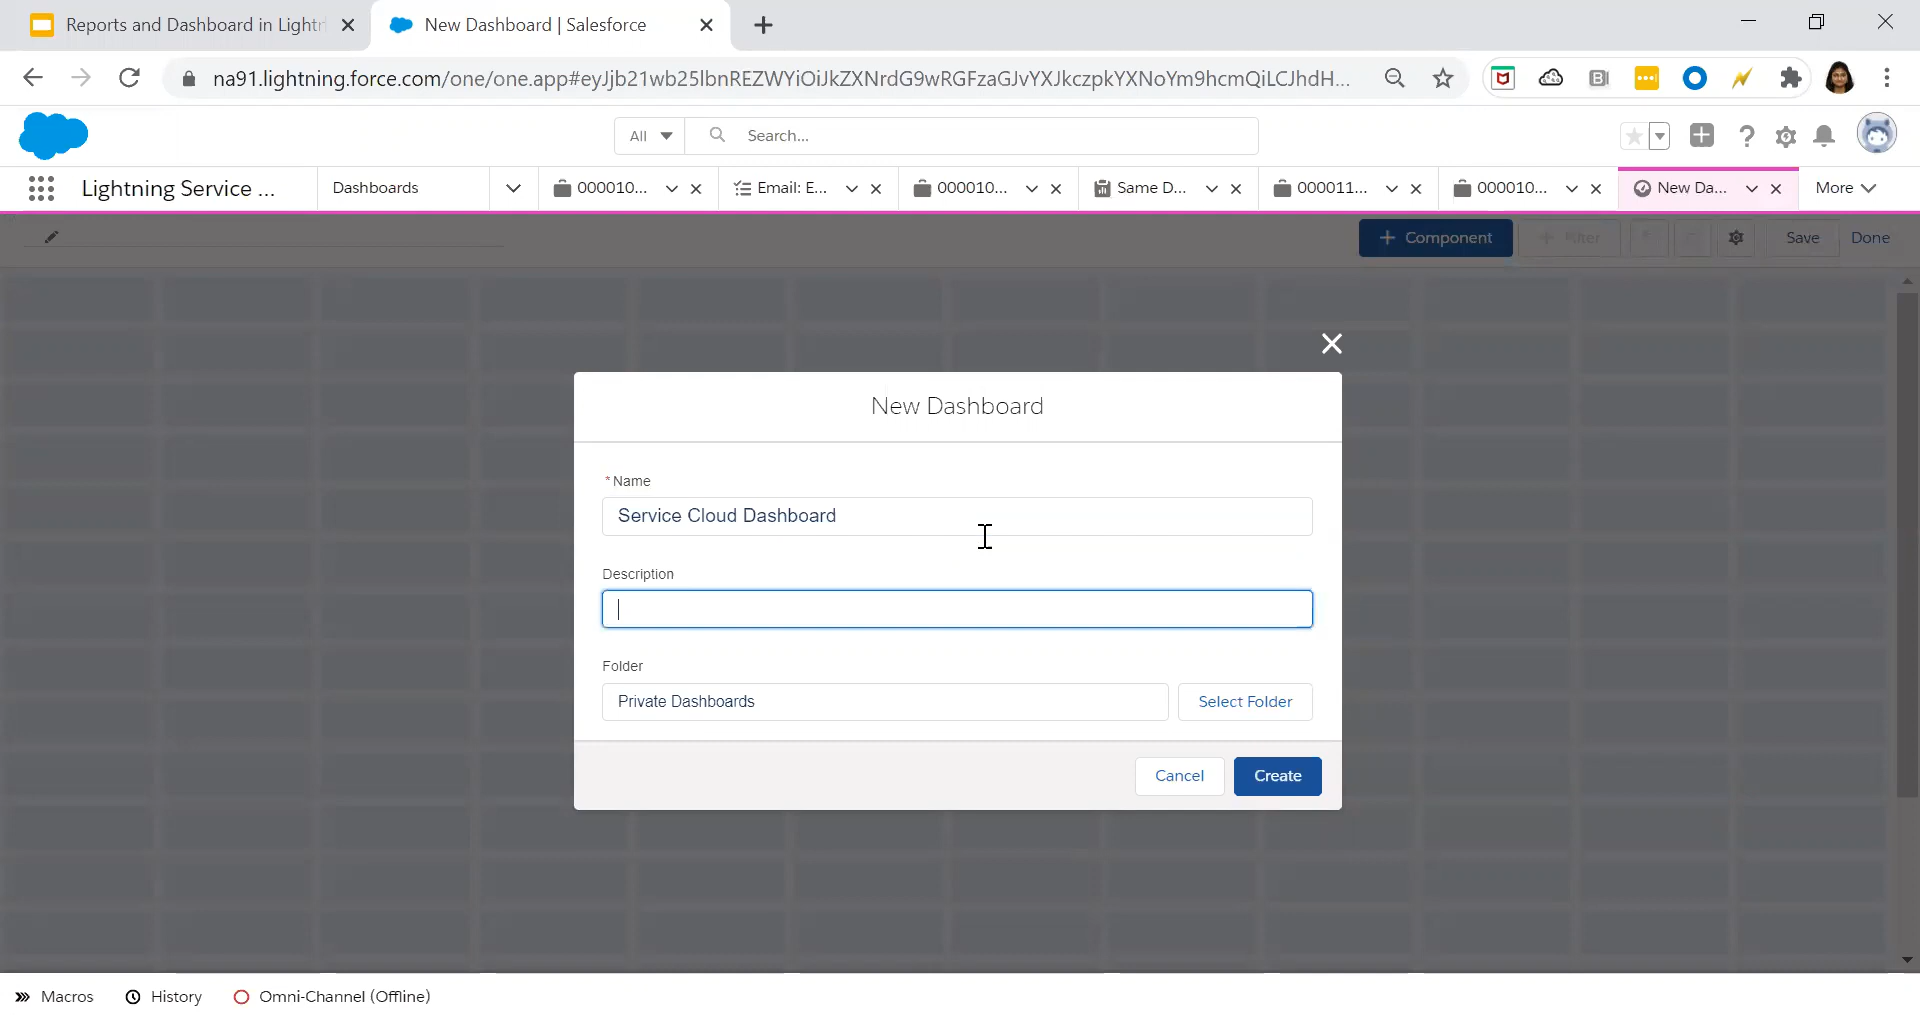 Reports and Dashboard in Lightn
New Dashboard | Salesforce
na91.lightning.force.com/one/one.app#eyJjb21wb25lbnREZWYiOiJkZXNrdG9wRGFzaGJvYXJkczpkYXNoYm9hcmQiLCJhdH...
All
Search...
Lightning Service ...
Dashboards
000010...
Email: E...
000010...
Same D...
000011...
000010...
New Da...
More
+ Component
+ Filter
Save
Done
New Dashboard
* Name
Service Cloud Dashboard
Description
Folder
Private Dashboards
Select Folder
Cancel
Create
Macros
History
Omni-Channel (Offline)